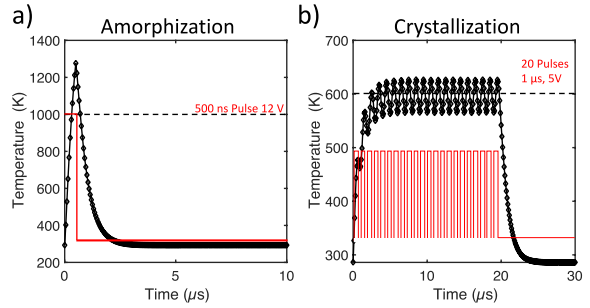 a)
Amorphization
1400
1200
1000
800
600
400
200
Temperature (K)
500 ns Pulse 12 V
0
5
10
Time (µs)
b)
Crystallization
700
600
500
400
300
Temperature (K)
20 Pulses
1 µs, 5V
0
10
20
30
Time (µs)